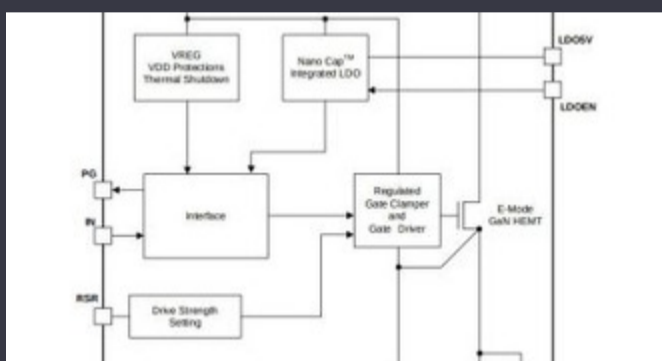 VREG
VDD Protections
Thermal Shutdown
Nano Cap™
Integrated LDO
LDO5V
LDOEN
PG
Interface
Regulated
Gate Clamper
and
Gate Driver
E-Mode
GaN HEMT
IN
RSR
Drive Strength
Setting